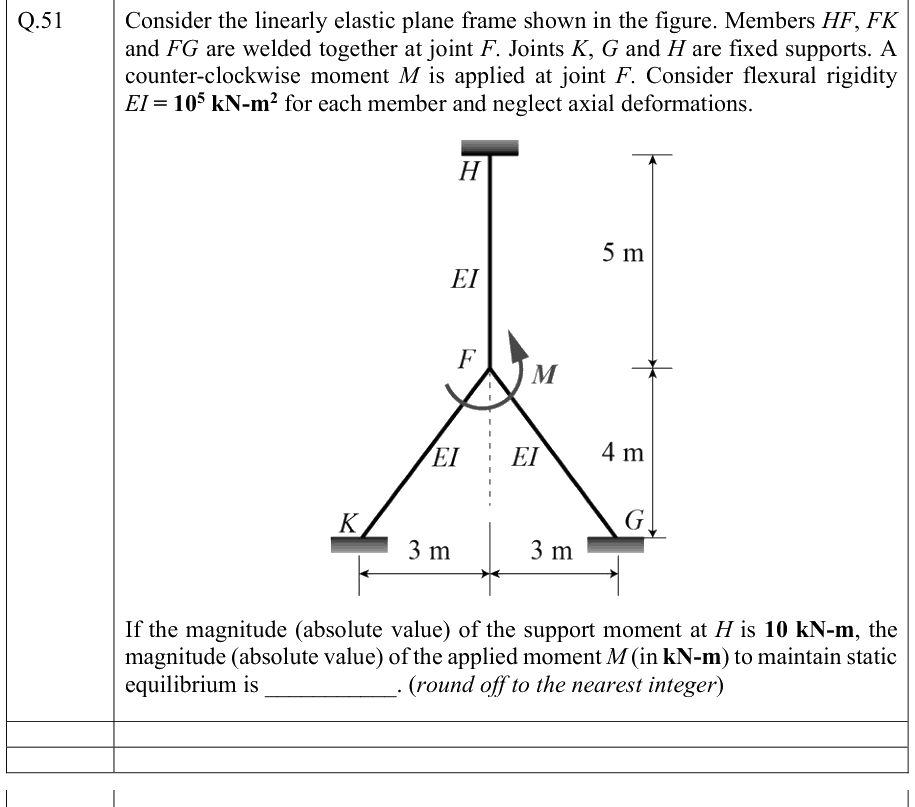 Q.51
Consider the linearly elastic plane frame shown in the figure. Members HF, FK
and FG are welded together at joint F. Joints K, G and H are fixed supports. A
counter-clockwise moment M is applied at joint F. Consider flexural rigidity
EI = 10⁵ kN-m² for each member and neglect axial deformations.
H
5 m
EI
F
M
EI
EI
4 m
K
G
3 m
3 m
If the magnitude (absolute value) of the support moment at H is 10 kN-m, the
magnitude (absolute value) of the applied moment M (in kN-m) to maintain static
equilibrium is ____________. (round off to the nearest integer)